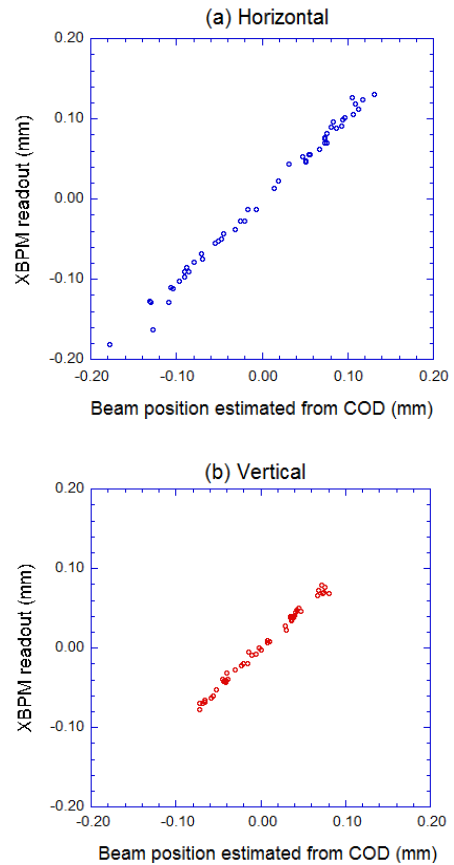 (a) Horizontal
0.20
0.10
0.00
-0.10
-0.20
XBPM readout (mm)
-0.20 -0.10 0.00 0.10 0.20
Beam position estimated from COD (mm)
(b) Vertical
0.20
0.10
0.00
-0.10
-0.20
XBPM readout (mm)
-0.20 -0.10 0.00 0.10 0.20
Beam position estimated from COD (mm)